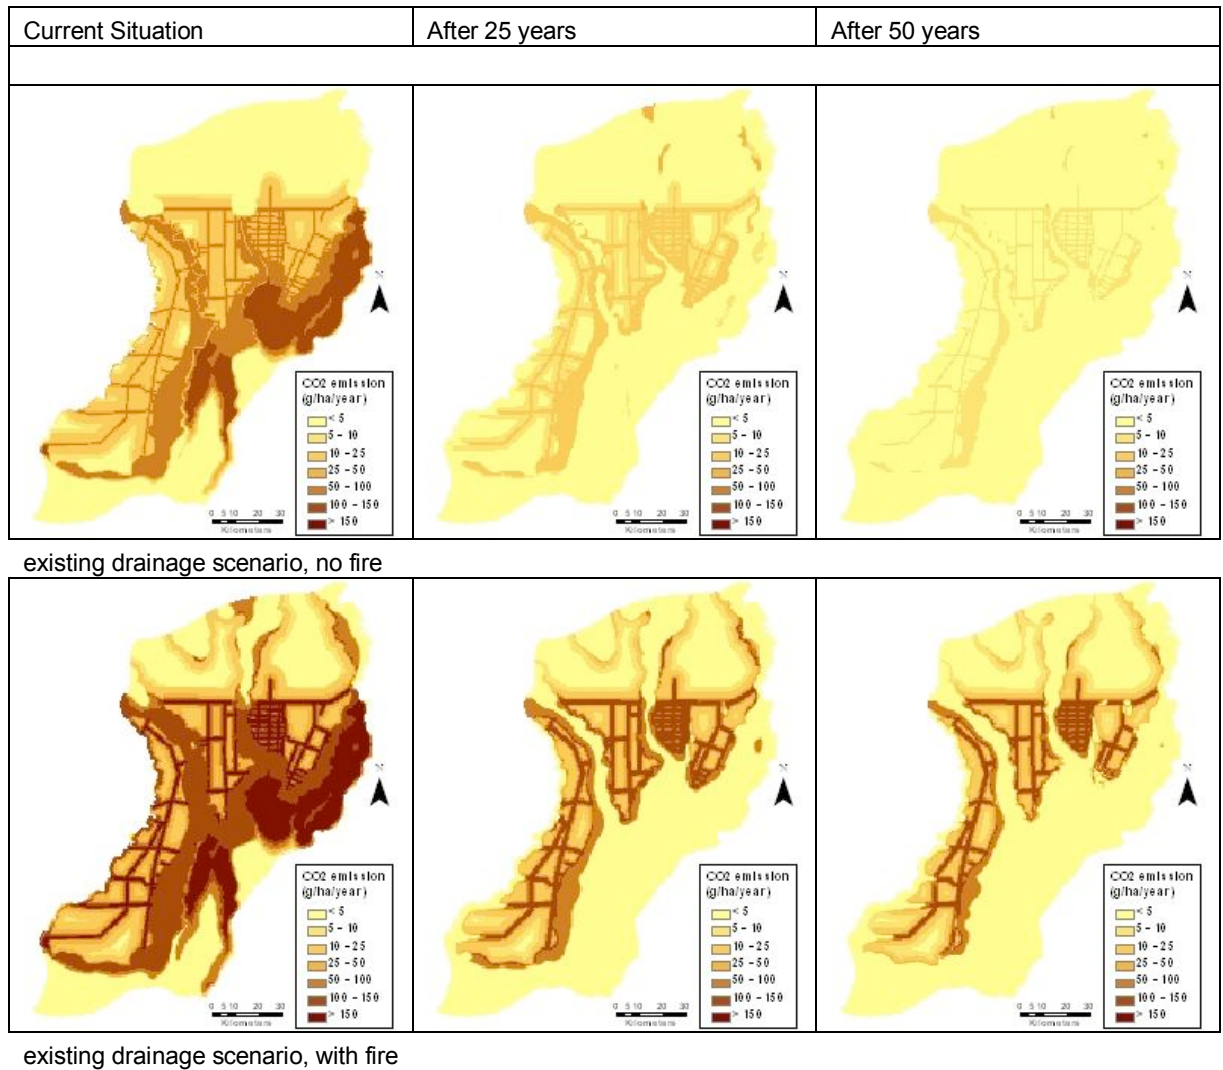 Current Situation
After 25 years
After 50 years
N
N
N
CO2 emission
(g/ha/year)
< 5
5 - 10
10 - 25
25 - 50
50 - 100
100 - 150
> 150
0 5 10 20 30
Kilometers
CO2 emission
(g/ha/year)
< 5
5 - 10
10 - 25
25 - 50
50 - 100
100 - 150
> 150
0 5 10 20 30
Kilometers
CO2 emission
(g/ha/year)
< 5
5 - 10
10 - 25
25 - 50
50 - 100
100 - 150
> 150
0 5 10 20 30
Kilometers
existing drainage scenario, no fire
N
N
N
CO2 emission
(g/ha/year)
< 5
5 - 10
10 - 25
25 - 50
50 - 100
100 - 150
> 150
0 5 10 20 30
Kilometers
CO2 emission
(g/ha/year)
< 5
5 - 10
10 - 25
25 - 50
50 - 100
100 - 150
> 150
0 5 10 20 30
Kilometers
CO2 emission
(g/ha/year)
< 5
5 - 10
10 - 25
25 - 50
50 - 100
100 - 150
> 150
0 5 10 20 30
Kilometers
existing drainage scenario, with fire